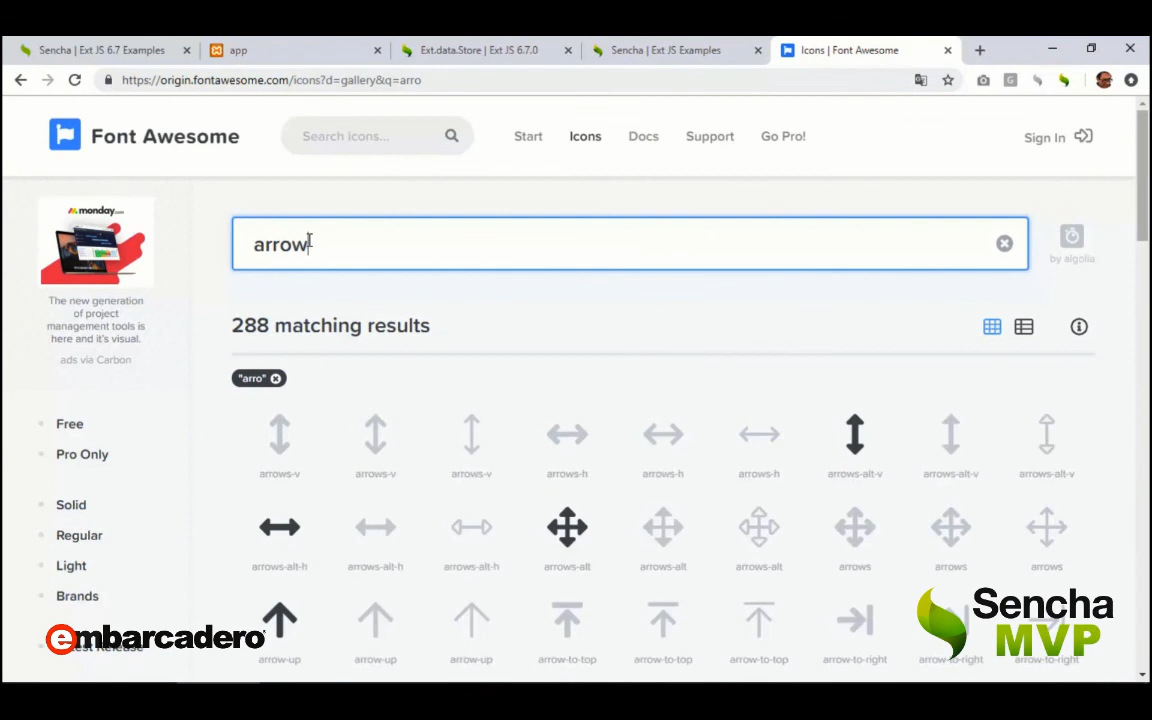 Sencha | Ext JS 6.7 Examples
app
Ext.data.Store | Ext JS 6.7.0
Sencha | Ext JS Examples
Icons | Font Awesome
https://origin.fontawesome.com/icons?d=gallery&q=arro
Font Awesome
Search icons...
Start
Icons
Docs
Support
Go Pro!
Sign In
monday.com
arrow
by algolia
The new generation
of project
management tools is
here and it's visual.
ads via Carbon
288 matching results
"arro"
Free
Pro Only
Solid
Regular
Light
Brands
arrows-v arrows-v arrows-v arrows-h arrows-h arrows-h arrows-alt-v arrows-alt-v arrows-alt-v
arrows-alt-h arrows-alt-h arrows-alt-h arrows-alt arrows-alt arrows-alt arrows arrows arrows
arrow-up arrow-up arrow-up arrow-to-top arrow-to-top arrow-to-top arrow-to-right arrow-to-right arrow-to-right
embarcadero
Sencha
MVP